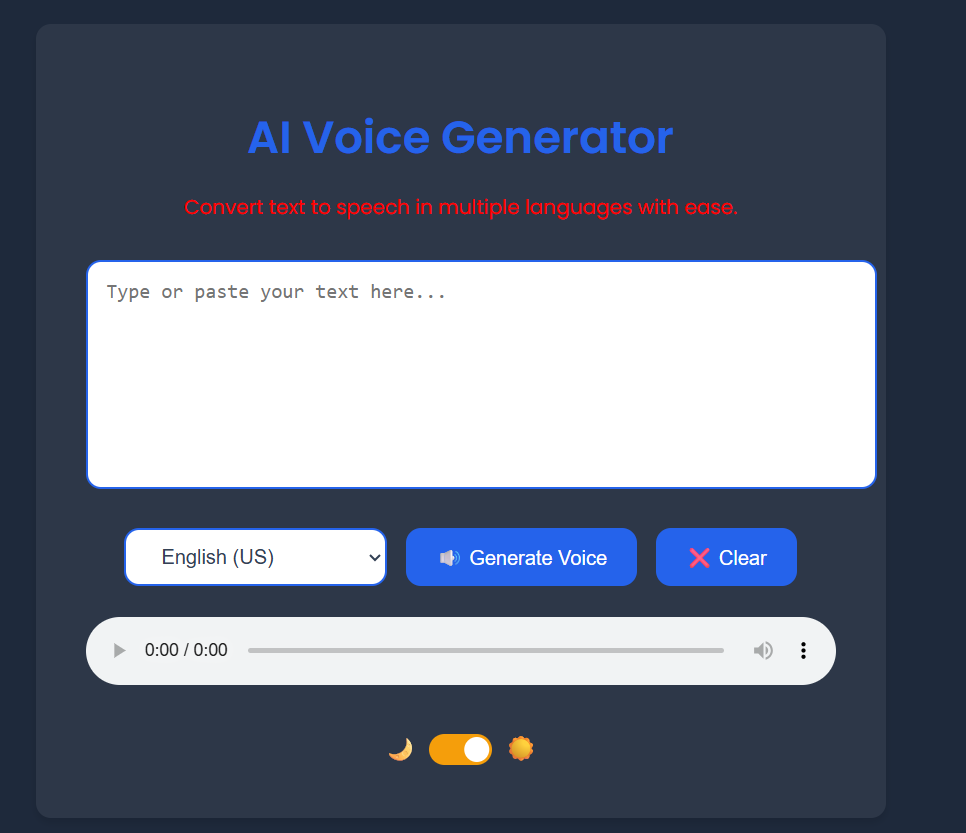 AI Voice Generator
Convert text to speech in multiple languages with ease.
Type or paste your text here...
English (US)
🔊 Generate Voice
❌ Clear
0:00 / 0:00